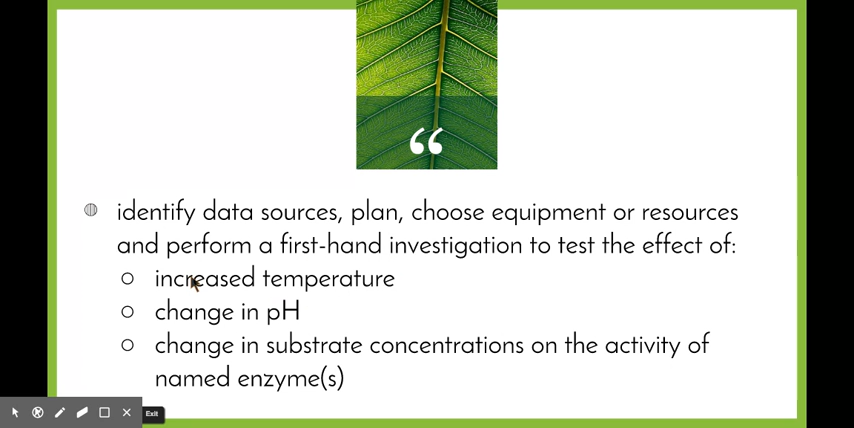 “
identify data sources, plan, choose equipment or resources
and perform a first-hand investigation to test the effect of:
increased temperature
change in pH
change in substrate concentrations on the activity of
named enzyme(s)
Exit